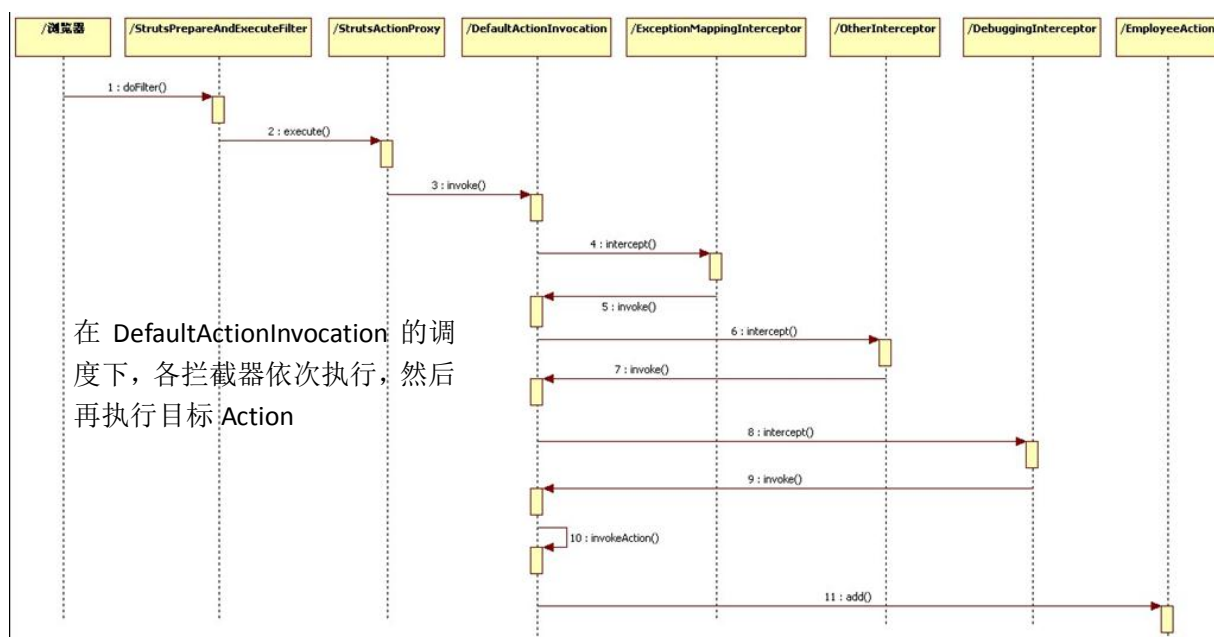 /浏览器
/StrutsPrepareAndExecuteFilter
/StrutsActionProxy
/DefaultActionInvocation
/ExceptionMappingInterceptor
/OtherInterceptor
/DebuggingInterceptor
/EmployeeAction
1 : doFilter()
2 : execute()
3 : invoke()
4 : intercept()
5 : invoke()
6 : intercept()
7 : invoke()
8 : intercept()
9 : invoke()
10 : invokeAction()
11 : add()
在 DefaultActionInvocation 的调
度下，各拦截器依次执行，然后
再执行目标 Action